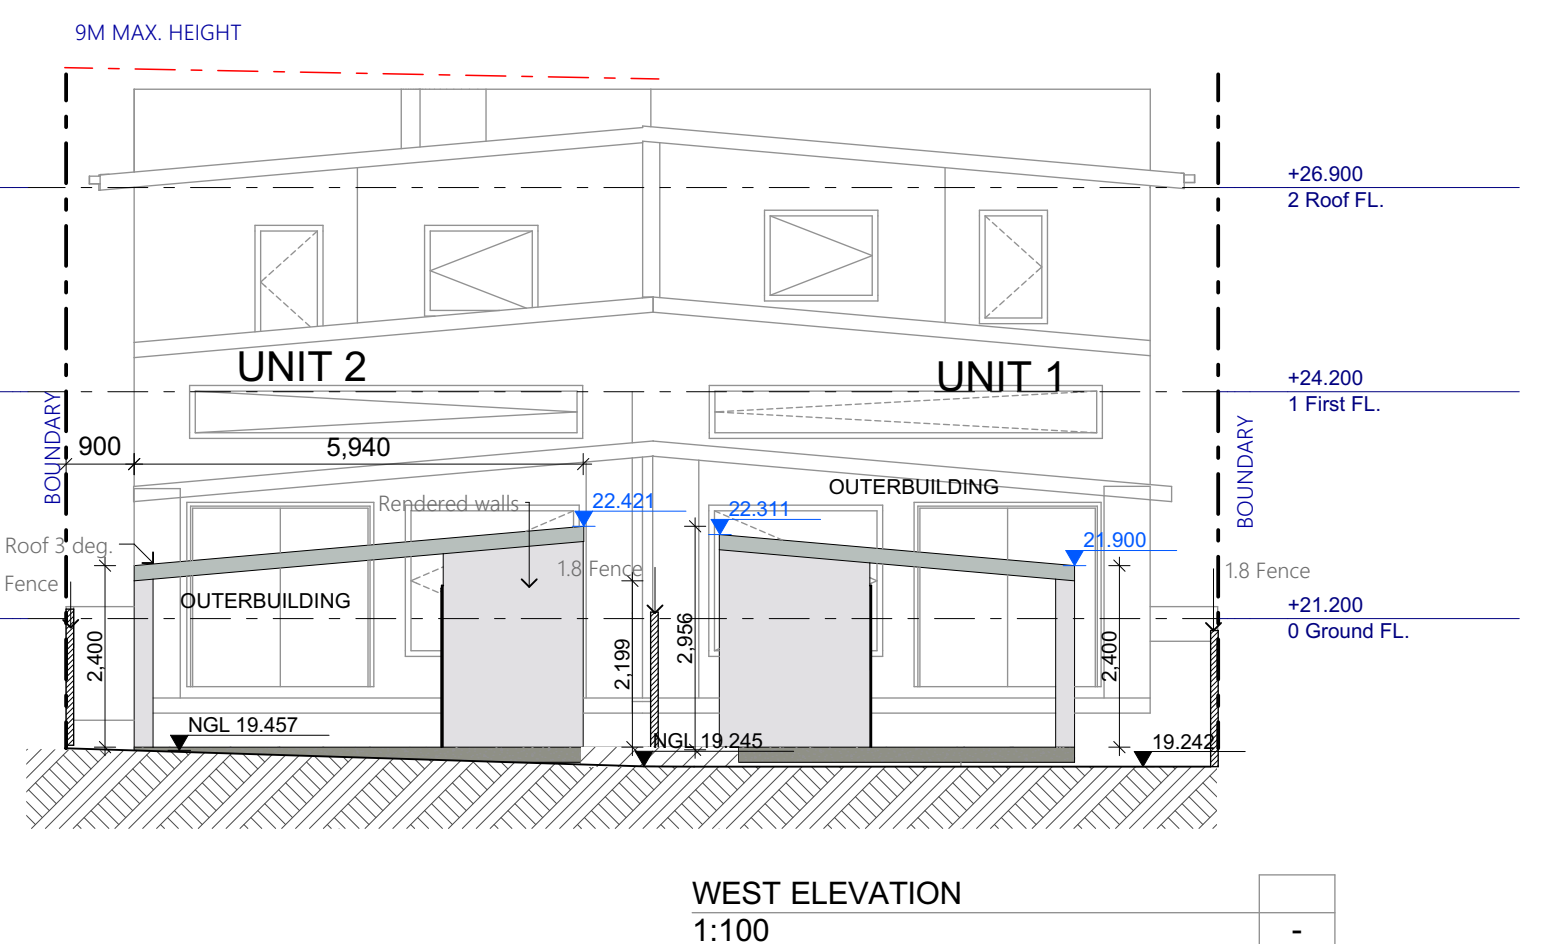 9M MAX. HEIGHT
+26.900
2 Roof FL.
UNIT 2
UNIT 1
+24.200
1 First FL.
BOUNDARY
BOUNDARY
900
5,940
OUTERBUILDING
Rendered walls
22.421
22.311
Roof 3 deg.
21.900
Fence
1.8 Fence
1.8 Fence
OUTERBUILDING
+21.200
0 Ground FL.
2,400
2,199
2,956
2,400
NGL 19.457
NGL 19.245
19.242
WEST ELEVATION
1:100
-